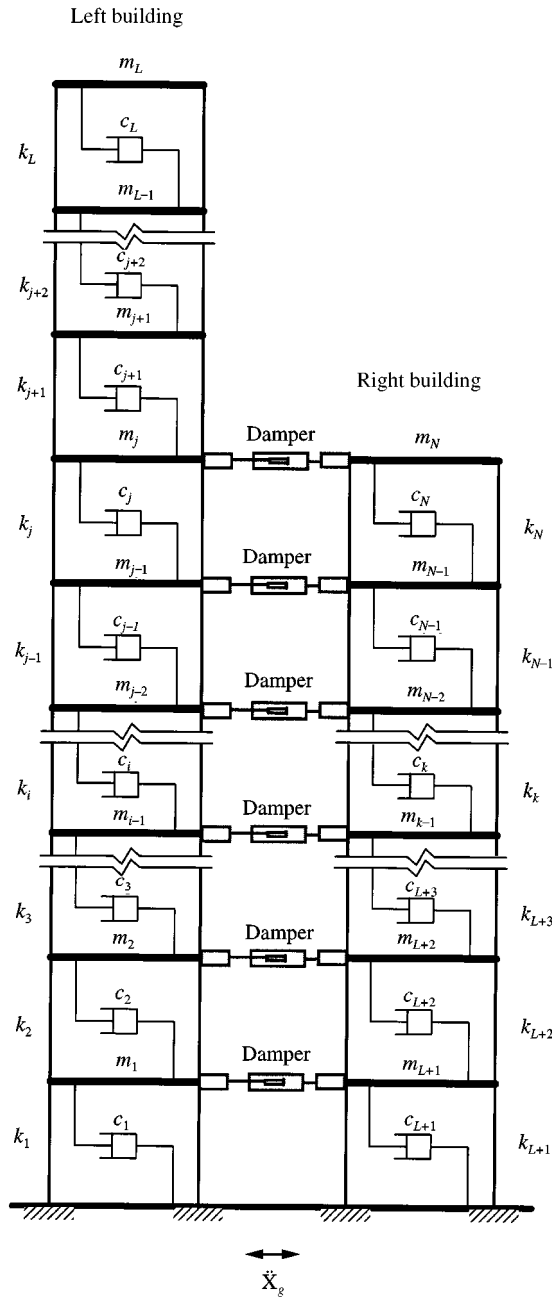 Left building
m_L
c_L
k_L
m_{L-1}
c_{j+2}
k_{j+2}
m_{j+1}
c_{j+1}
k_{j+1}
Right building
m_j
Damper
m_N
c_j
c_N
k_j
k_N
m_{j-1}
Damper
m_{N-1}
c_{j-1}
c_{N-1}
k_{j-1}
k_{N-1}
m_{j-2}
Damper
m_{N-2}
c_i
c_k
k_i
k_k
m_{i-1}
Damper
m_{k-1}
c_3
c_{L+3}
k_3
k_{L+3}
m_2
Damper
m_{L+2}
c_2
c_{L+2}
k_2
k_{L+2}
m_1
Damper
m_{L+1}
c_1
c_{L+1}
k_1
k_{L+1}
Ẍ_g